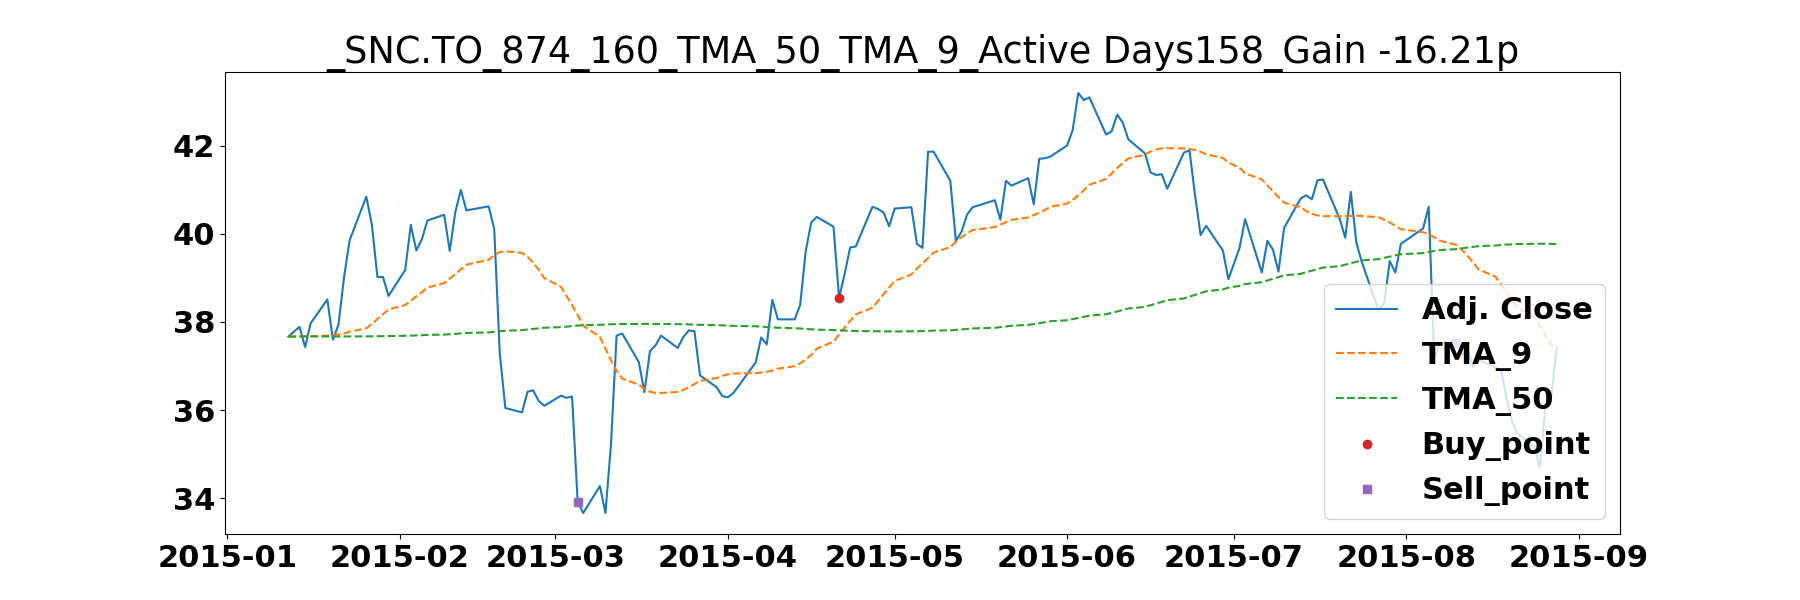 _SNC.TO_874_160_TMA_50_TMA_9_Active Days158_Gain -16.21p
42
40
38
36
34
Adj. Close
TMA_9
TMA_50
Buy_point
Sell_point
2015-01 2015-02 2015-03 2015-04 2015-05 2015-06 2015-07 2015-08 2015-09